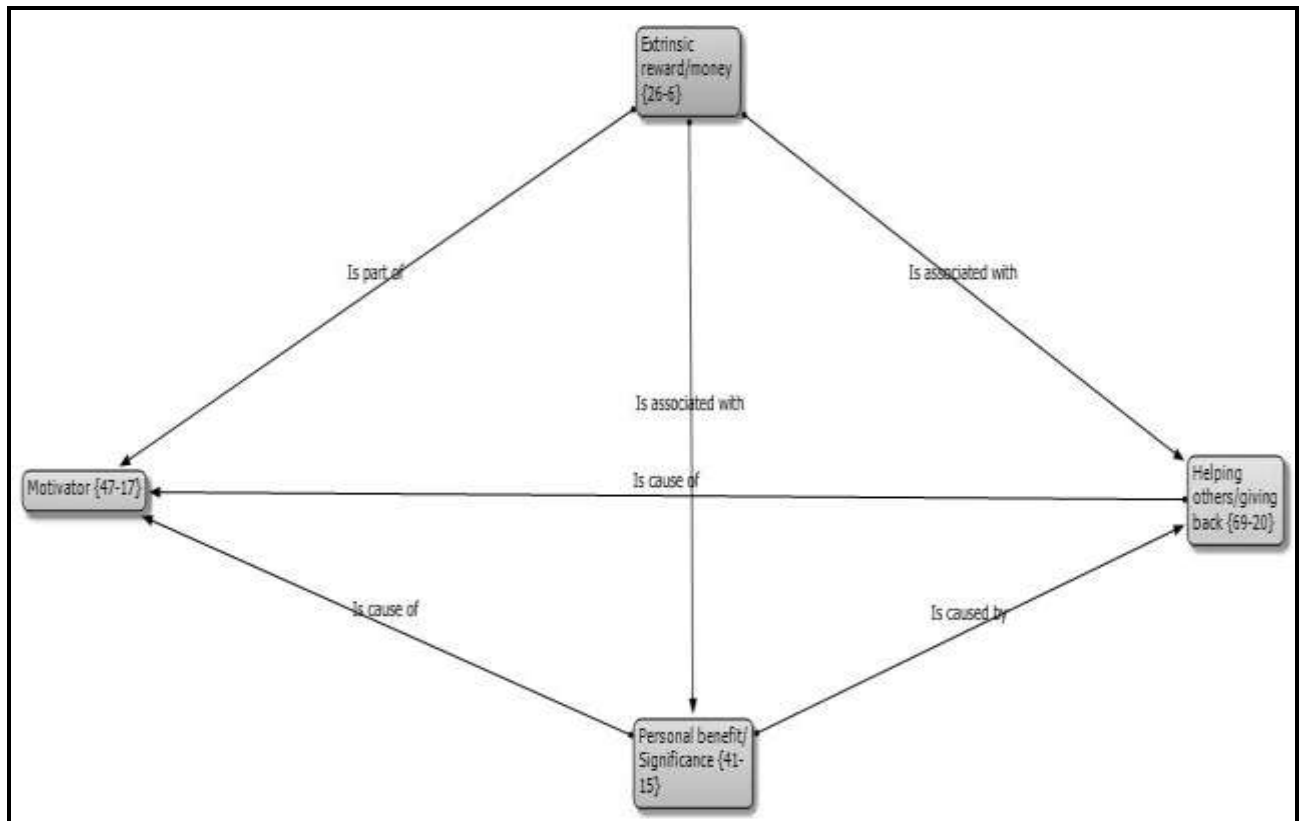 Extrinsic
reward/money
{26-6}
Is part of
Is associated with
Is associated with
Motivator {47-17}
Is cause of
Helping
others/giving
back {69-20}
Is cause of
Is caused by
Personal benefit/
Significance {41-
15}